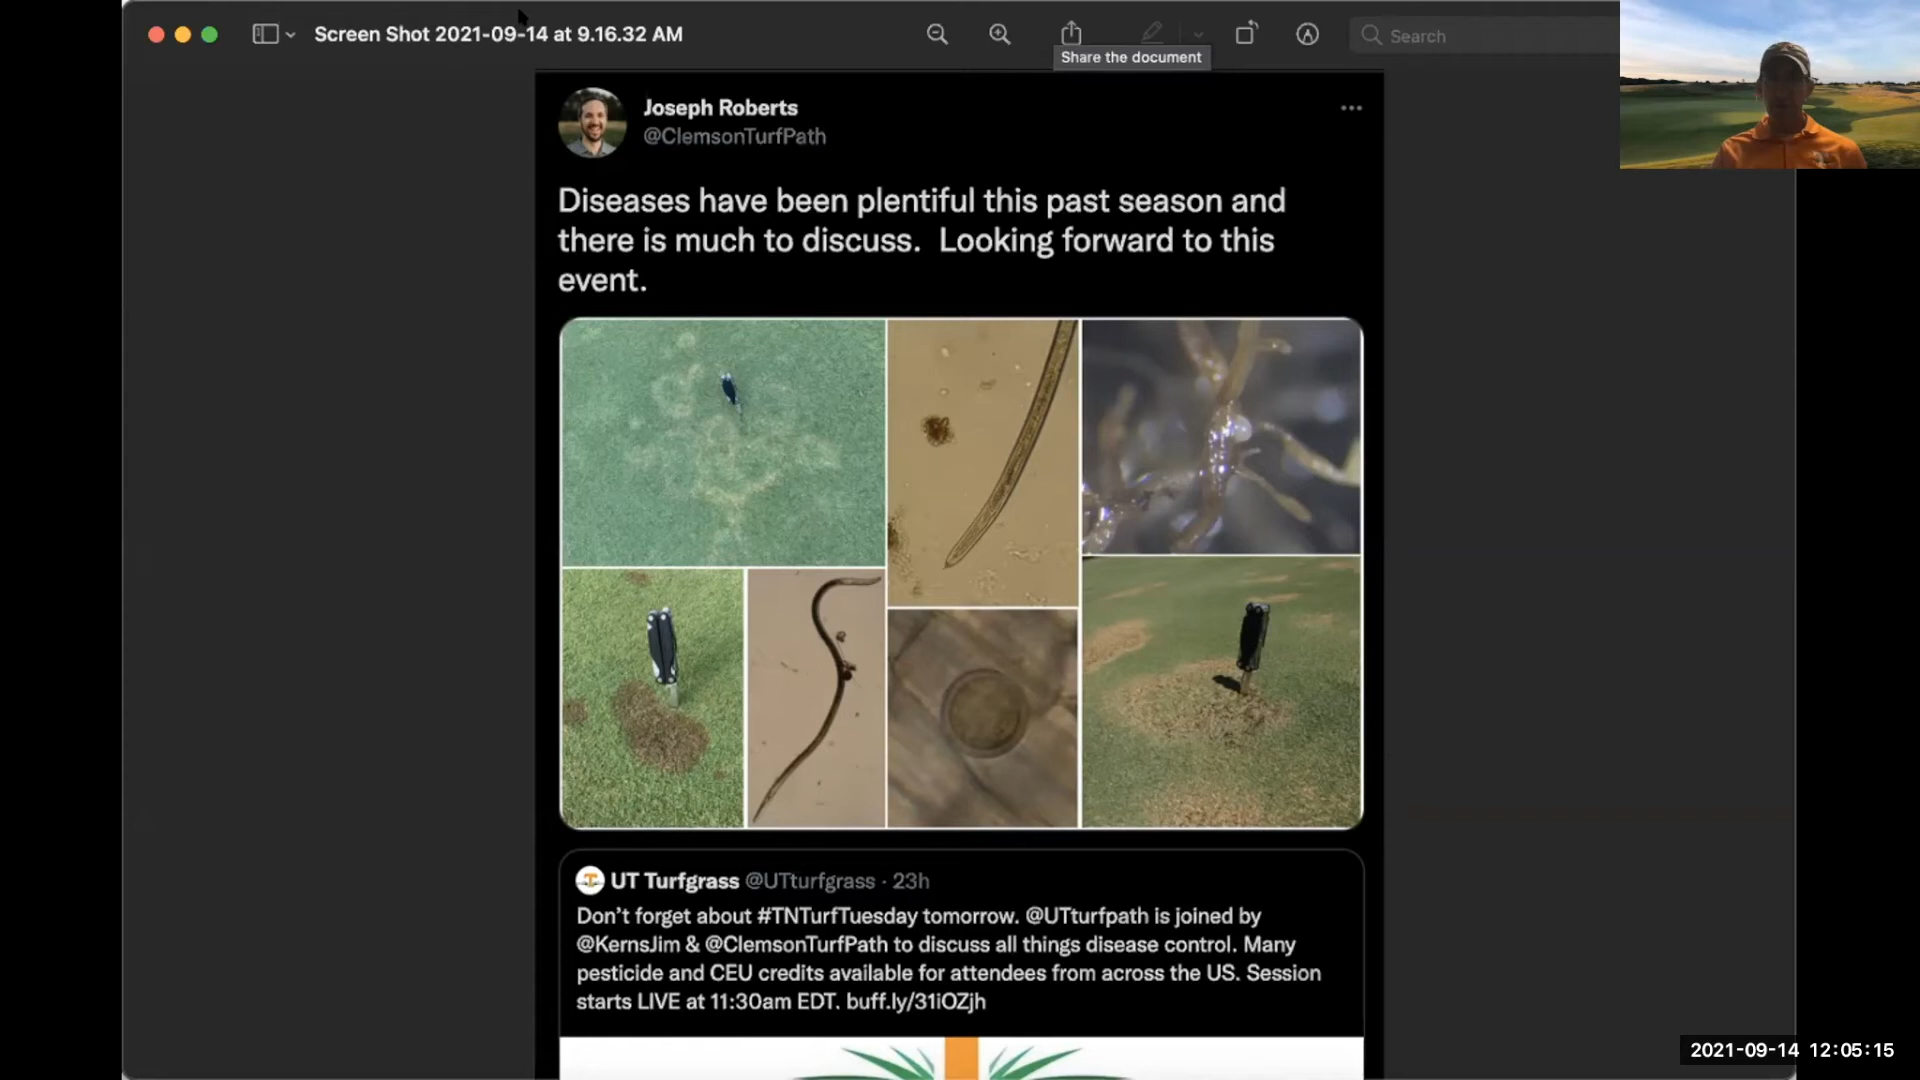 Screen Shot 2021-09-14 at 9.16.32 AM
Search
Share the document
Joseph Roberts
@ClemsonTurfPath
Diseases have been plentiful this past season and
there is much to discuss.  Looking forward to this
event.
UT Turfgrass @UTturfgrass · 23h
Don't forget about #TNTurfTuesday tomorrow. @UTturfpath is joined by
@KernsJim & @ClemsonTurfPath to discuss all things disease control. Many
pesticide and CEU credits available for attendees from across the US. Session
starts LIVE at 11:30am EDT. buff.ly/31iOZjh
2021-09-14 12:05:15